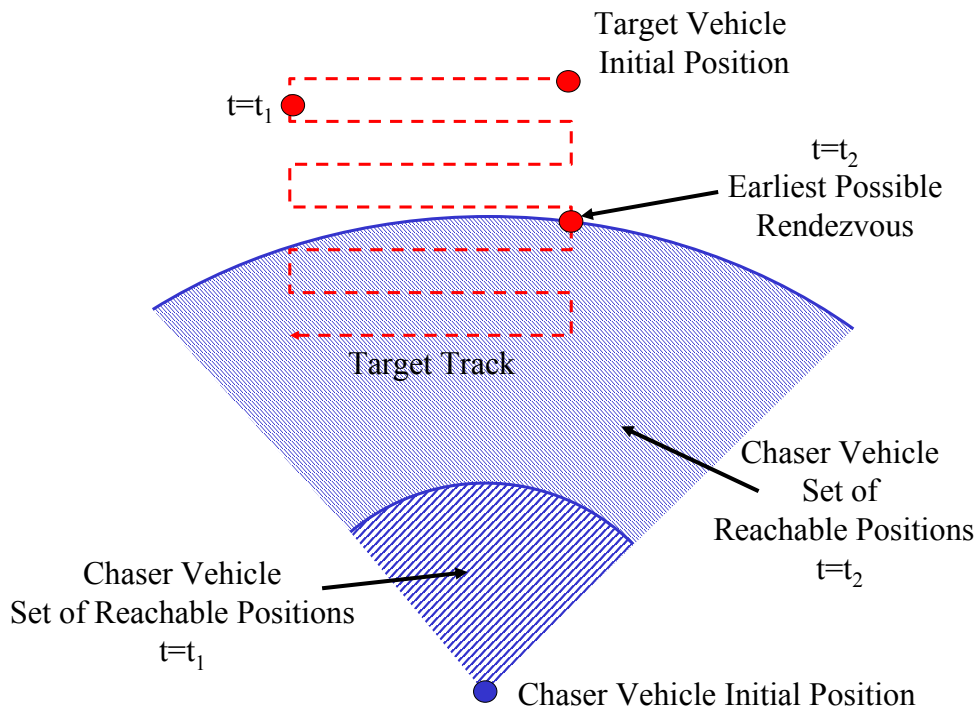 Target Vehicle
Initial Position
t=t₁
t=t₂
Earliest Possible
Rendezvous
Target Track
Chaser Vehicle
Set of
Reachable Positions
t=t₂
Chaser Vehicle
Set of Reachable Positions
t=t₁
Chaser Vehicle Initial Position